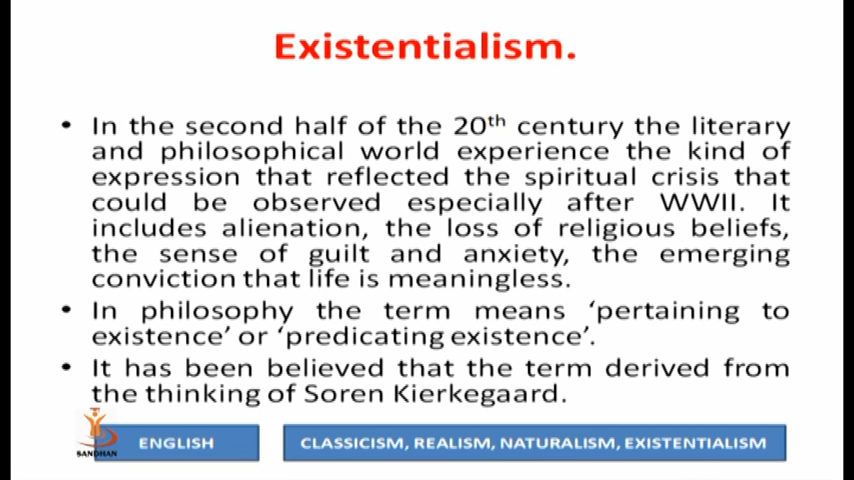 Existentialism.
• In the second half of the 20th century the literary
and philosophical world experience the kind of
expression that reflected the spiritual crisis that
could be observed especially after WWII. It
includes alienation, the loss of religious beliefs,
the sense of guilt and anxiety, the emerging
conviction that life is meaningless.
• In philosophy the term means ‘pertaining to
existence’ or ‘predicating existence’.
• It has been believed that the term derived from
the thinking of Soren Kierkegaard.
SANDHAN
ENGLISH
CLASSICISM, REALISM, NATURALISM, EXISTENTIALISM